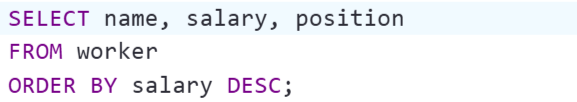 SELECT name, salary, position
FROM worker
ORDER BY salary DESC;